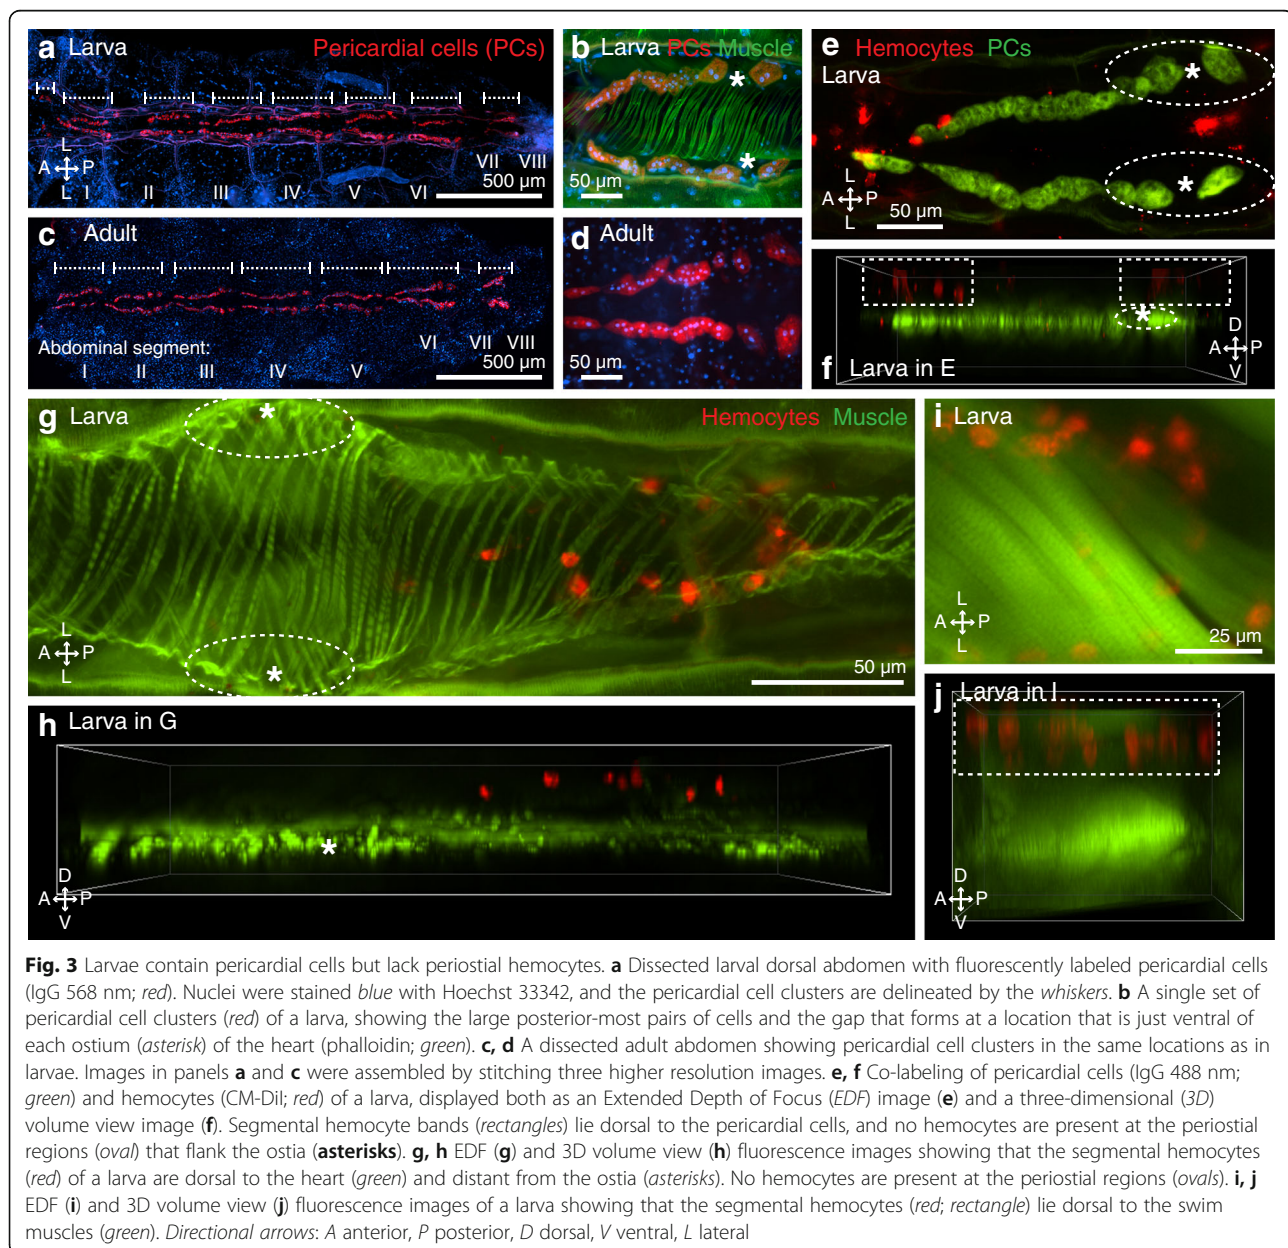 a Larva Pericardial cells (PCs)
L
A P
L I II III IV V VI VII VIII
500 µm
b Larva PCs Muscle
*
*
50 µm
c Adult
Abdominal segment:
I II III IV V VI VII VIII
500 µm
d Adult
50 µm
e Hemocytes PCs
Larva
*
*
L
A P
L
50 µm
*
D
A P
V
f Larva in E
g Larva Hemocytes Muscle
*
*
L
A P
L
50 µm
h Larva in G
*
D
A P
V
i Larva
L
A P
L
25 µm
j Larva in I
D
A P
V
Fig. 3 Larvae contain pericardial cells but lack periostial hemocytes. a Dissected larval dorsal abdomen with fluorescently labeled pericardial cells
(IgG 568 nm; red). Nuclei were stained blue with Hoechst 33342, and the pericardial cell clusters are delineated by the whiskers. b A single set of
pericardial cell clusters (red) of a larva, showing the large posterior-most pairs of cells and the gap that forms at a location that is just ventral of
each ostium (asterisk) of the heart (phalloidin; green). c, d A dissected adult abdomen showing pericardial cell clusters in the same locations as in
larvae. Images in panels a and c were assembled by stitching three higher resolution images. e, f Co-labeling of pericardial cells (IgG 488 nm;
green) and hemocytes (CM-DiI; red) of a larva, displayed both as an Extended Depth of Focus (EDF) image (e) and a three-dimensional (3D)
volume view image (f). Segmental hemocyte bands (rectangles) lie dorsal to the pericardial cells, and no hemocytes are present at the periostial
regions (oval) that flank the ostia (asterisks). g, h EDF (g) and 3D volume view (h) fluorescence images showing that the segmental hemocytes
(red) of a larva are dorsal to the heart (green) and distant from the ostia (asterisks). No hemocytes are present at the periostial regions (ovals). i, j
EDF (i) and 3D volume view (j) fluorescence images of a larva showing that the segmental hemocytes (red; rectangle) lie dorsal to the swim
muscles (green). Directional arrows: A anterior, P posterior, D dorsal, V ventral, L lateral